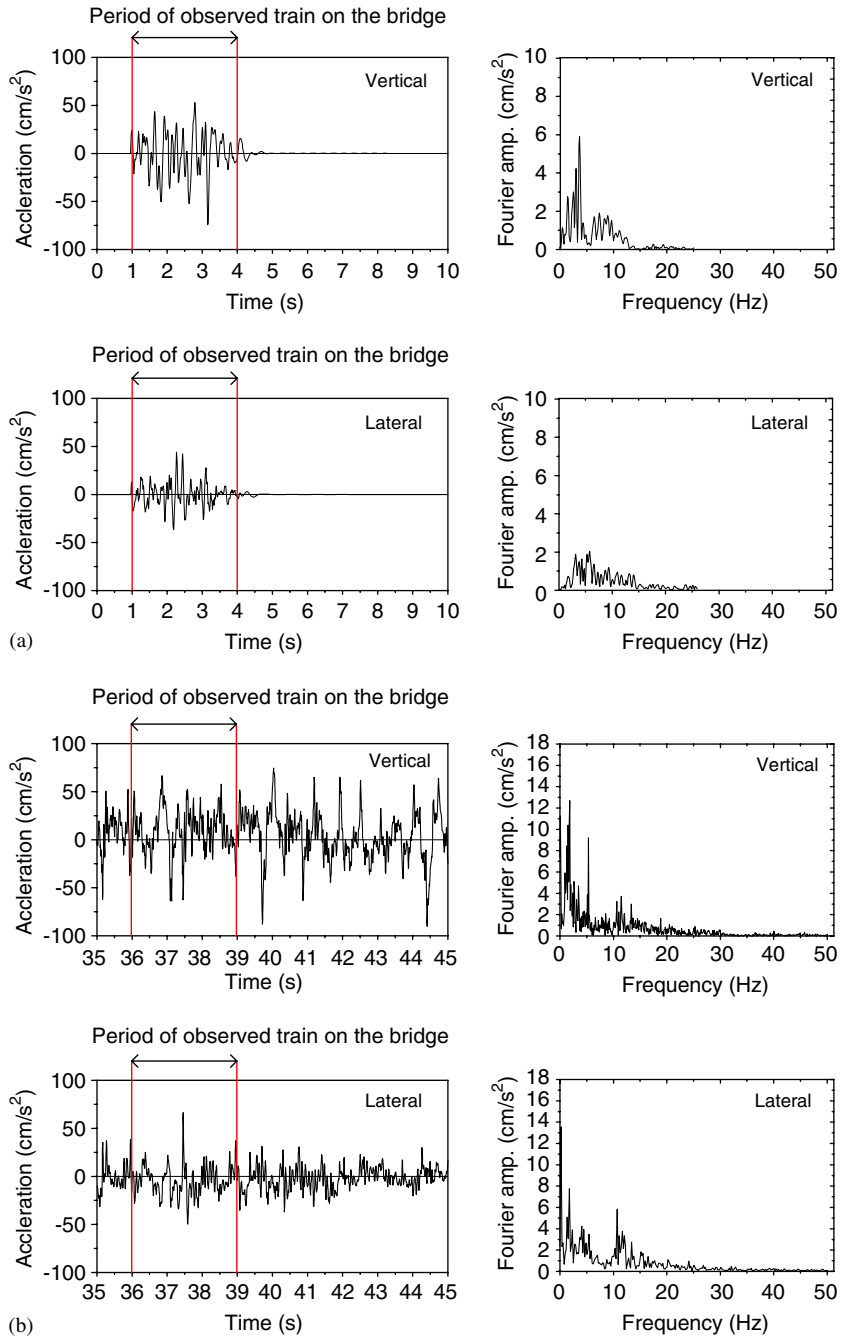 Period of observed train on the bridge
100
50
0
-50
-100
Accleration (cm/s²)
Vertical
0 1 2 3 4 5 6 7 8 9 10
Time (s)
10
8
6
4
2
0
Fourier amp. (cm/s²)
Vertical
0 10 20 30 40 50
Frequency (Hz)
Period of observed train on the bridge
100
50
0
-50
-100
Accleration (cm/s²)
Lateral
0 1 2 3 4 5 6 7 8 9 10
Time (s)
10
8
6
4
2
0
Fourier amp. (cm/s²)
Lateral
0 10 20 30 40 50
Frequency (Hz)
(a)
Period of observed train on the bridge
100
50
0
-50
-100
Accleration (cm/s²)
Vertical
35 36 37 38 39 40 41 42 43 44 45
Time (s)
18
16
14
12
10
8
6
4
2
0
Fourier amp. (cm/s²)
Vertical
0 10 20 30 40 50
Frequency (Hz)
Period of observed train on the bridge
100
50
0
-50
-100
Accleration (cm/s²)
Lateral
35 36 37 38 39 40 41 42 43 44 45
Time (s)
18
16
14
12
10
8
6
4
2
0
Fourier amp. (cm/s²)
Lateral
0 10 20 30 40 50
Frequency (Hz)
(b)